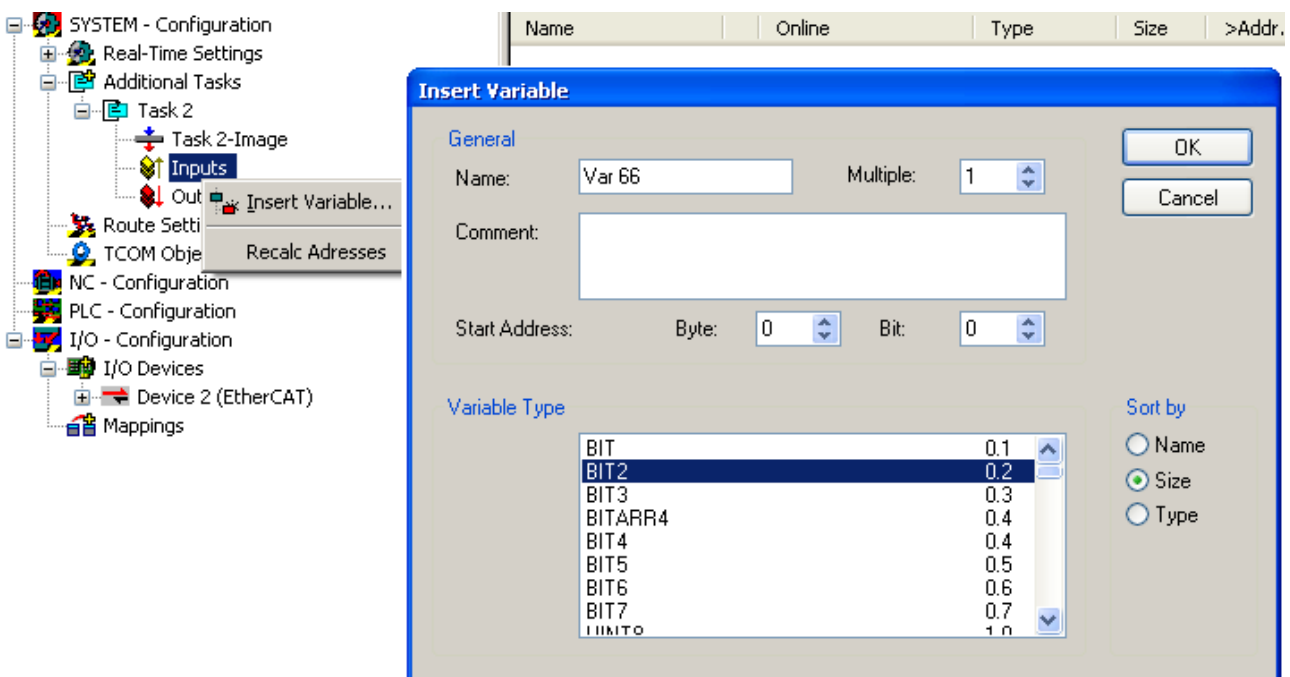 SYSTEM - Configuration
Real-Time Settings
Additional Tasks
Task 2
Task 2-Image
Inputs
Out
Insert Variable...
Recalc Adresses
Route Setti
TCOM Obje
NC - Configuration
PLC - Configuration
I/O - Configuration
I/O Devices
Device 2 (EtherCAT)
Mappings
Name Online Type Size >Addr.
Insert Variable
General
Name: Var 66 Multiple: 1
OK
Cancel
Comment:
Start Address: Byte: 0 Bit: 0
Variable Type
BIT 0.1
BIT2 0.2
BIT3 0.3
BITARR4 0.4
BIT4 0.4
BIT5 0.5
BIT6 0.6
BIT7 0.7
UINT8 1.0
Sort by
Name
Size
Type